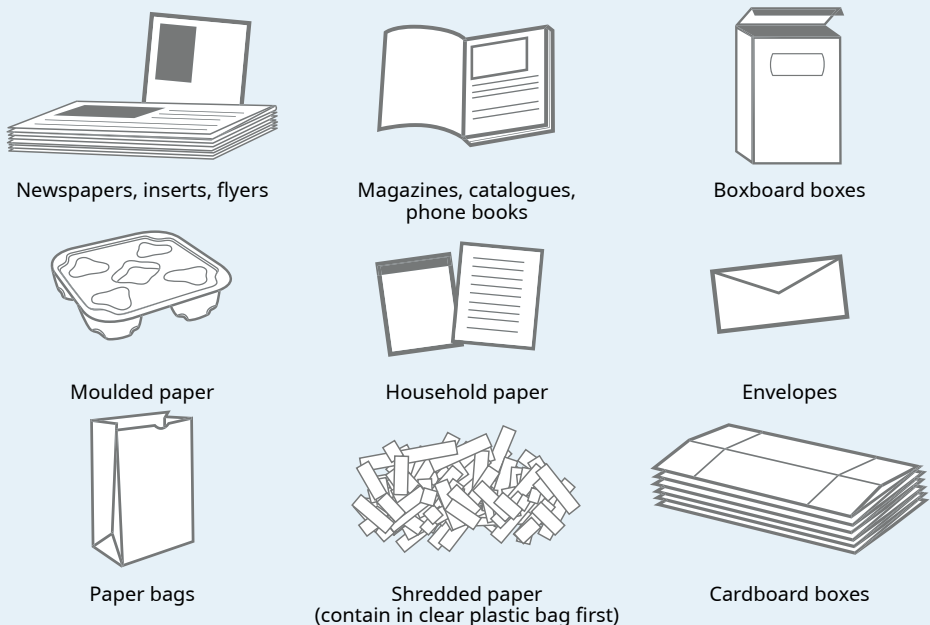 Newspapers, inserts, flyers
Magazines, catalogues,
phone books
Boxboard boxes
Moulded paper
Household paper
Envelopes
Paper bags
Shredded paper
(contain in clear plastic bag first)
Cardboard boxes